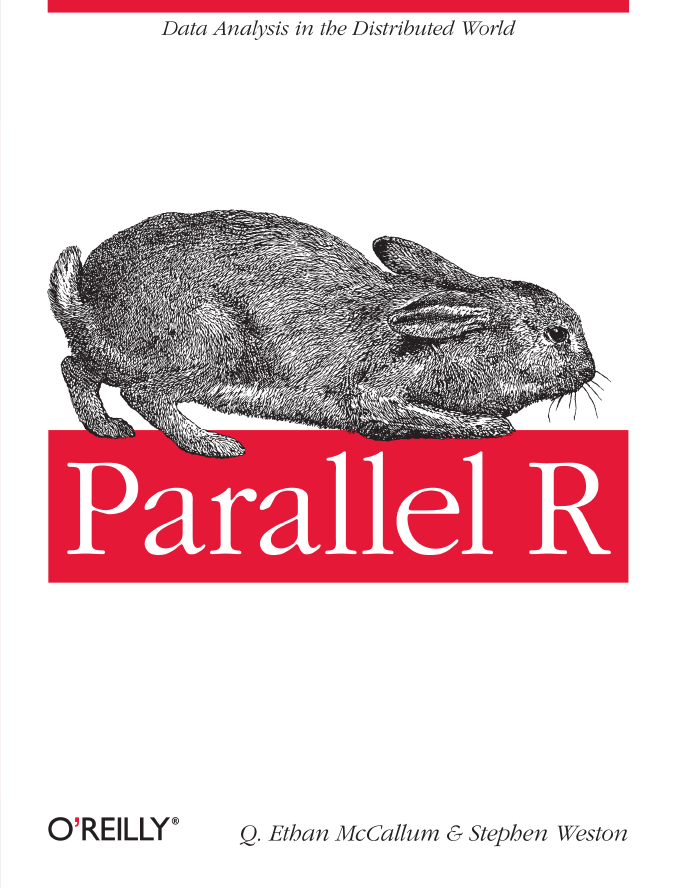 Data Analysis in the Distributed World
Parallel R
O'REILLY®
Q. Ethan McCallum & Stephen Weston